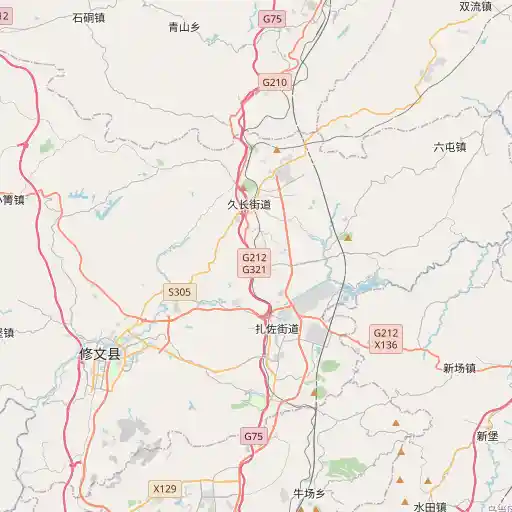 双流镇
石硐镇
G75
青山乡
G210
六屯镇
久长街道
G212
G321
S305
扎佐街道
G212
X136
修文县
新场镇
G75
新堡
X129
牛场乡
水田镇